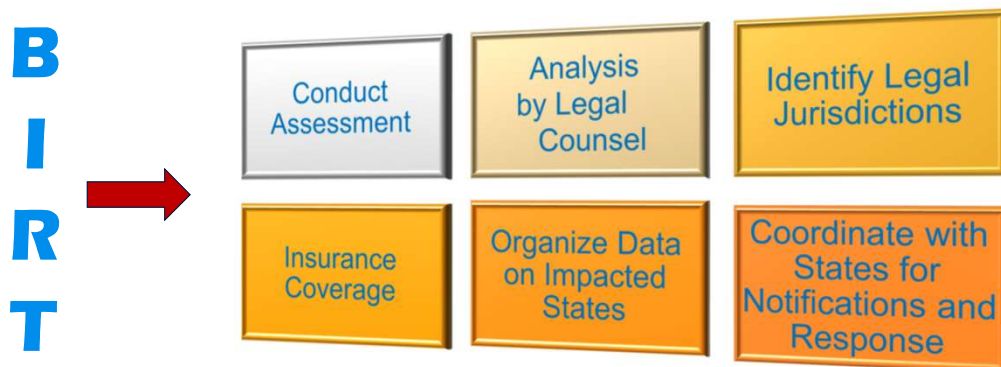 B
I
R
T
Conduct
Assessment
Analysis
by Legal
Counsel
Identify Legal
Jurisdictions
Insurance
Coverage
Organize Data
on Impacted
States
Coordinate with
States for
Notifications and
Response